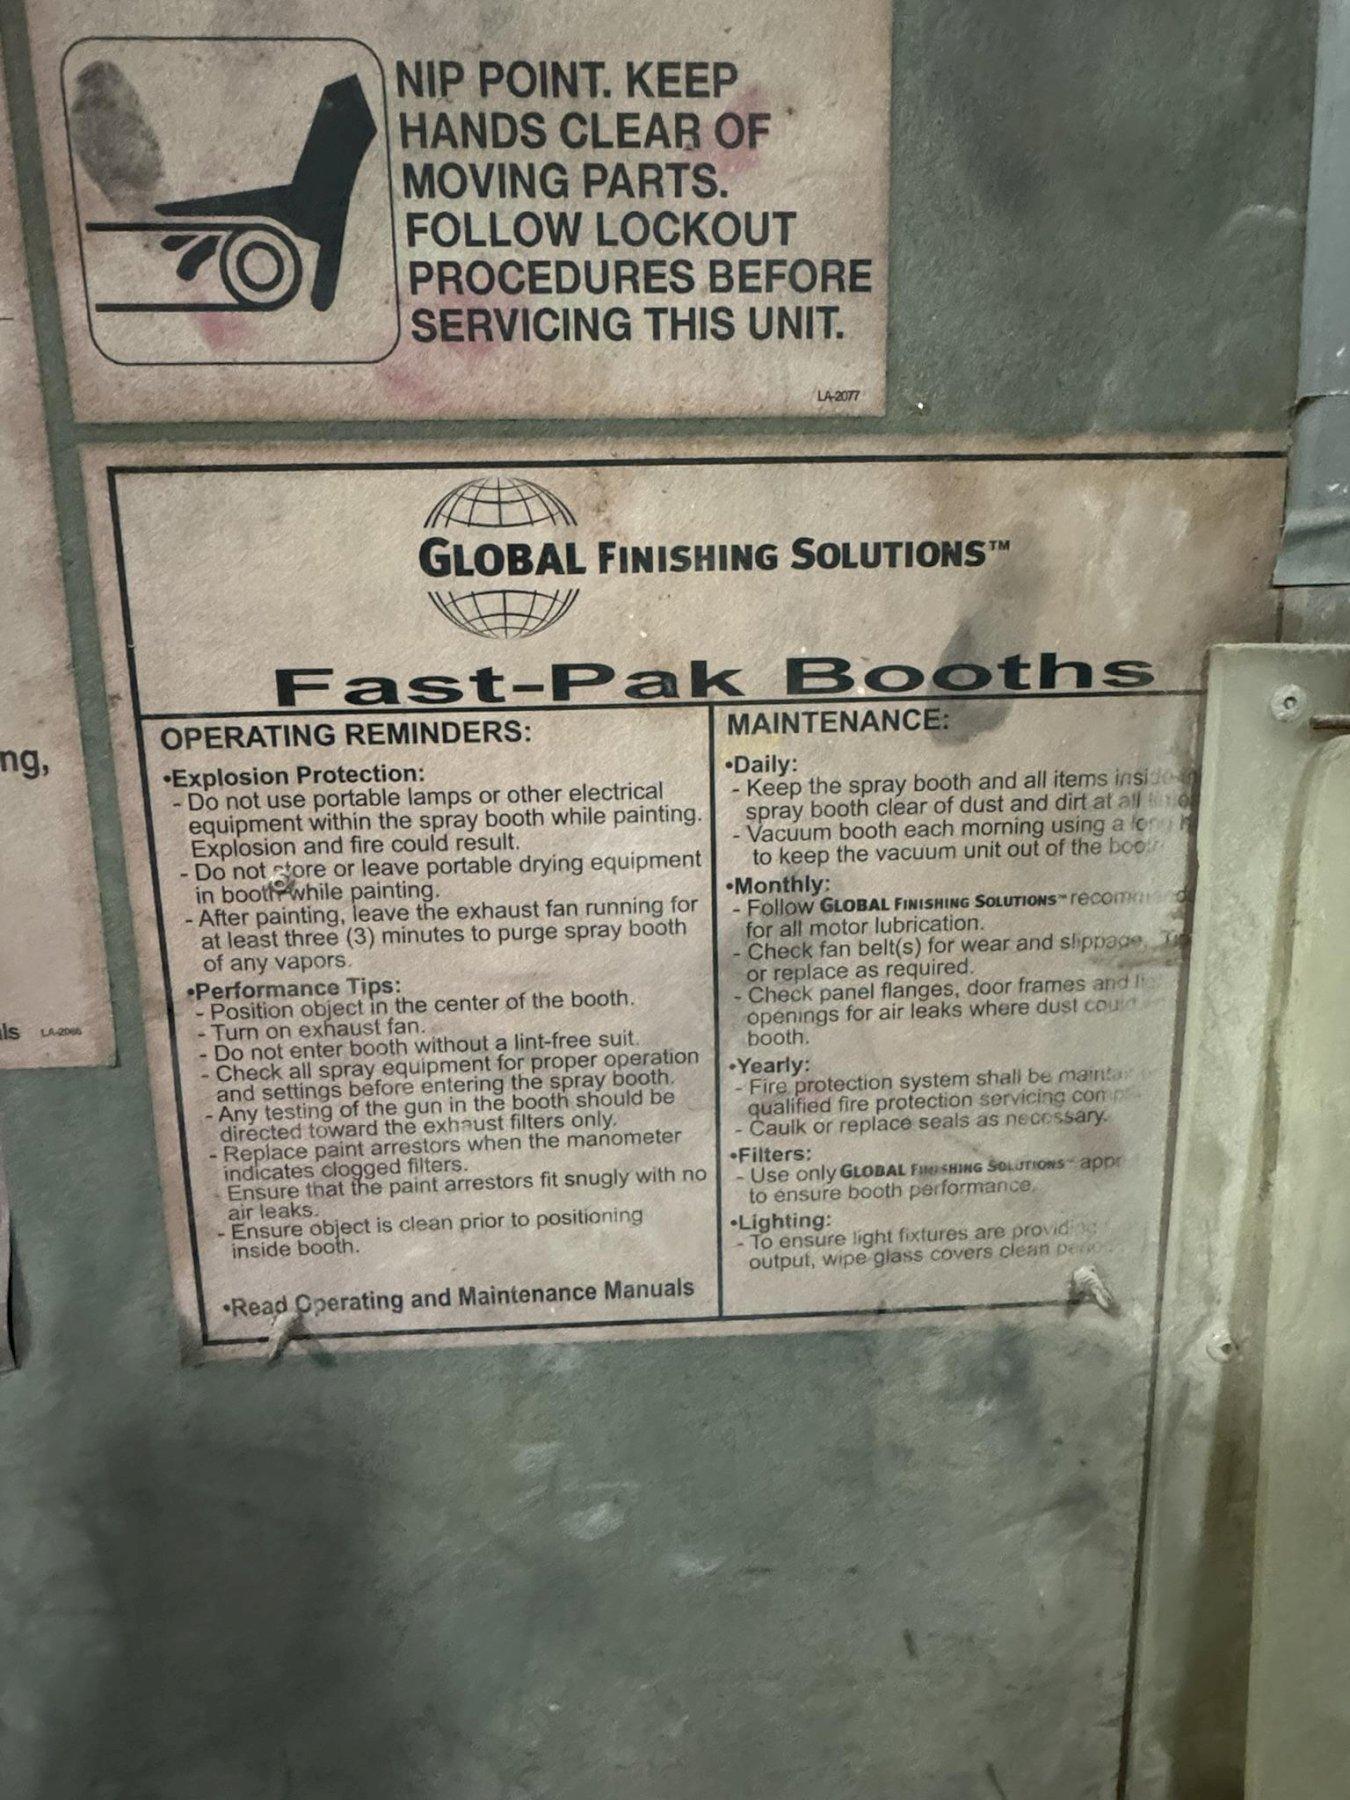 NIP POINT. KEEP
HANDS CLEAR OF
MOVING PARTS.
FOLLOW LOCKOUT
PROCEDURES BEFORE
SERVICING THIS UNIT.
LA-2077
ng,
ls LA-2066
GLOBAL FINISHING SOLUTIONS™
Fast-Pak Booths
OPERATING REMINDERS:
•Explosion Protection:
- Do not use portable lamps or other electrical
equipment within the spray booth while painting.
Explosion and fire could result.
- Do not store or leave portable drying equipment
in booth while painting.
- After painting, leave the exhaust fan running for
at least three (3) minutes to purge spray booth
of any vapors.
•Performance Tips:
- Position object in the center of the booth.
- Turn on exhaust fan.
- Do not enter booth without a lint-free suit.
- Check all spray equipment for proper operation
and settings before entering the spray booth.
- Any testing of the gun in the booth should be
directed toward the exhaust filters only.
- Replace paint arrestors when the manometer
indicates clogged filters.
- Ensure that the paint arrestors fit snugly with no
air leaks.
- Ensure object is clean prior to positioning
inside booth.
•Read Operating and Maintenance Manuals
MAINTENANCE:
•Daily:
- Keep the spray booth and all items inside
spray booth clear of dust and dirt at all
- Vacuum booth each morning using a long
to keep the vacuum unit out of the booth
•Monthly:
- Follow GLOBAL FINISHING SOLUTIONS™
for all motor lubrication.
- Check fan belt(s) for wear and slippage.
or replace as required.
- Check panel flanges, door frames and
openings for air leaks where dust could
booth.
•Yearly:
- Fire protection system shall be
qualified fire protection servicing
- Caulk or replace seals as necessary.
•Filters:
- Use only GLOBAL FINISHING SOLUTIONS™ appr
to ensure booth performance.
•Lighting:
- To ensure light fixtures are providing
output, wipe glass covers clean